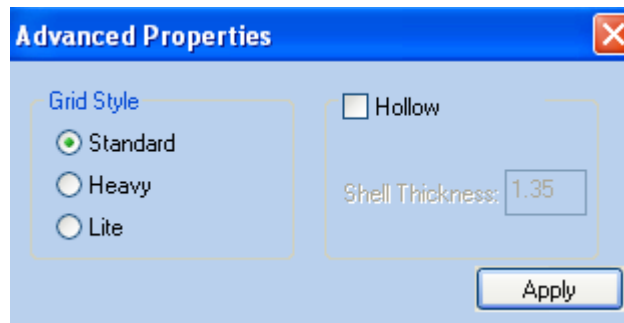 Advanced Properties
Grid Style
Standard
Heavy
Lite
Hollow
Shell Thickness: 1.35
Apply